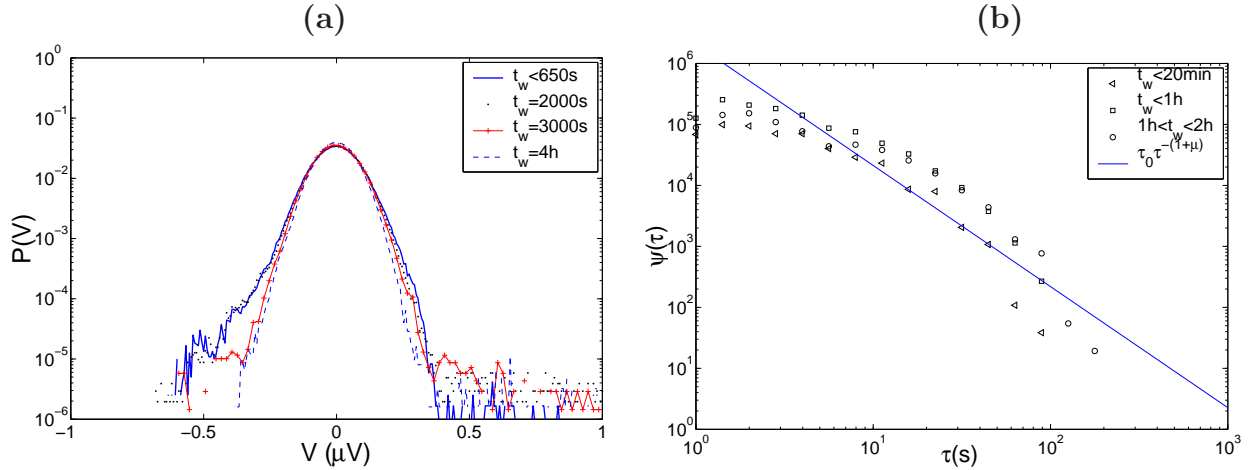 (a)
10^0
10^-1
10^-2
10^-3
10^-4
10^-5
10^-6
P(V)
−1
−0.5
0
0.5
1
V (μV)
t_w<650s
t_w=2000s
t_w=3000s
t_w=4h
(b)
10^6
10^5
10^4
10^3
10^2
10^1
10^0
ψ(τ)
10^0
10^1
10^2
10^3
τ(s)
t_w<20min
t_w<1h
1h<t_w<2h
τ_0 τ^-(1+μ)